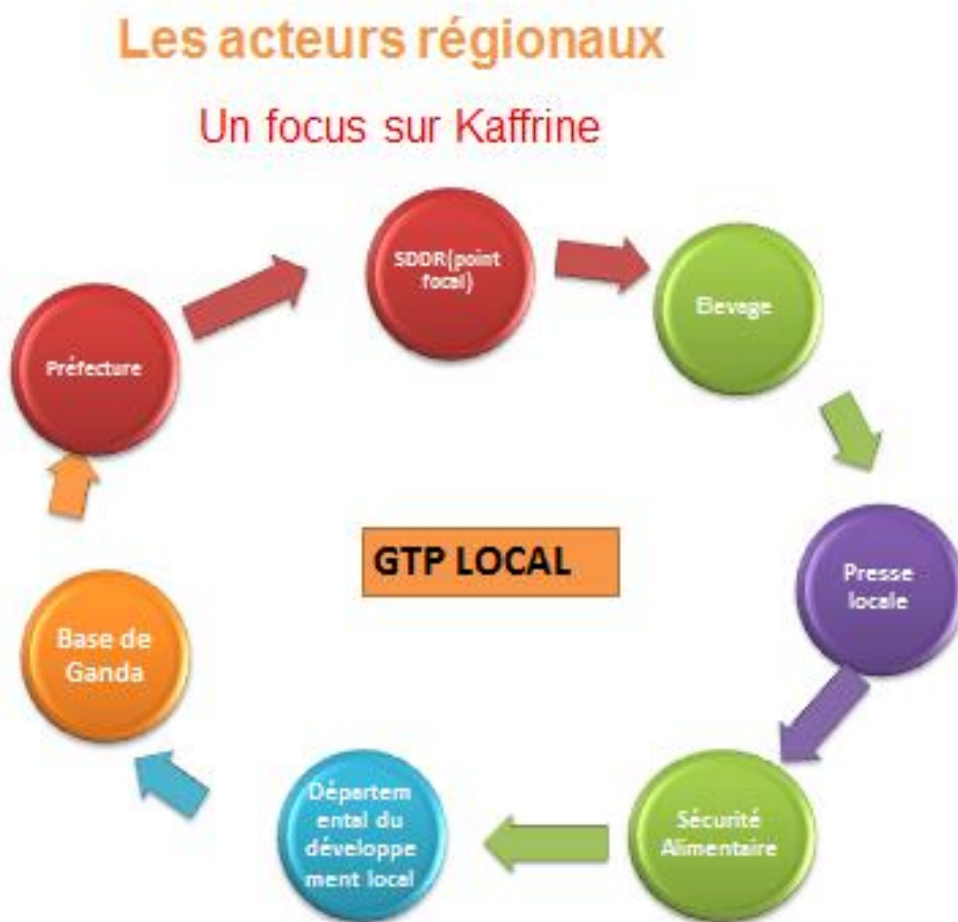 Les acteurs régionaux
Un focus sur Kaffrine
SDDR(point
focal)
Elevage
Préfecture
GTP LOCAL
Presse
locale
Base de
Ganda
Départem
ental du
développe
ment local
Sécurité
Alimentaire